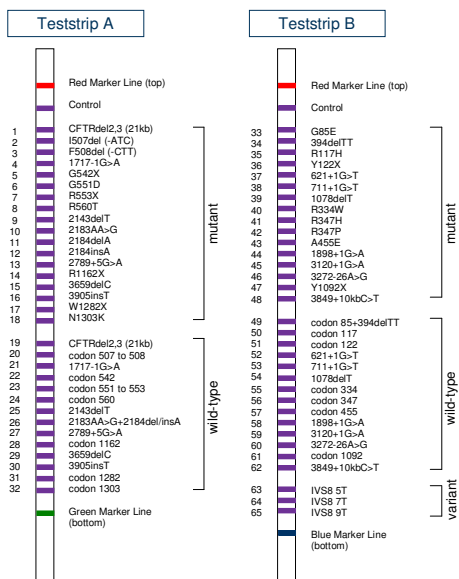 Teststrip A
Red Marker Line (top)
Control
1 CFTRdel2,3 (21kb)
2 I507del (-ATC)
3 F508del (-CTT)
4 1717-1G>A
5 G542X
6 G551D
7 R553X
8 R560T
9 2143delT
10 2183AA>G
11 2184delA
12 2184insA
13 2789+5G>A
14 R1162X
15 3659delC
16 3905insT
17 W1282X
18 N1303K
mutant
19 CFTRdel2,3 (21kb)
20 codon 507 to 508
21 1717-1G>A
22 codon 542
23 codon 551 to 553
24 codon 560
25 2143delT
26 2183AA>G+2184del/insA
27 2789+5G>A
28 codon 1162
29 3659delC
30 3905insT
31 codon 1282
32 codon 1303
wild-type
Green Marker Line
(bottom)
Teststrip B
Red Marker Line (top)
Control
33 G85E
34 394delTT
35 R117H
36 Y122X
37 621+1G>T
38 711+1G>T
39 1078delT
40 R334W
41 R347H
42 R347P
43 A455E
44 1898+1G>A
45 3120+1G>A
46 3272-26A>G
47 Y1092X
48 3849+10kbC>T
mutant
49 codon 85+394delTT
50 codon 117
51 codon 122
52 621+1G>T
53 711+1G>T
54 1078delT
55 codon 334
56 codon 347
57 codon 455
58 1898+1G>A
59 3120+1G>A
60 3272-26A>G
61 codon 1092
62 3849+10kbC>T
wild-type
63 IVS8 5T
64 IVS8 7T
65 IVS8 9T
variant
Blue Marker Line
(bottom)